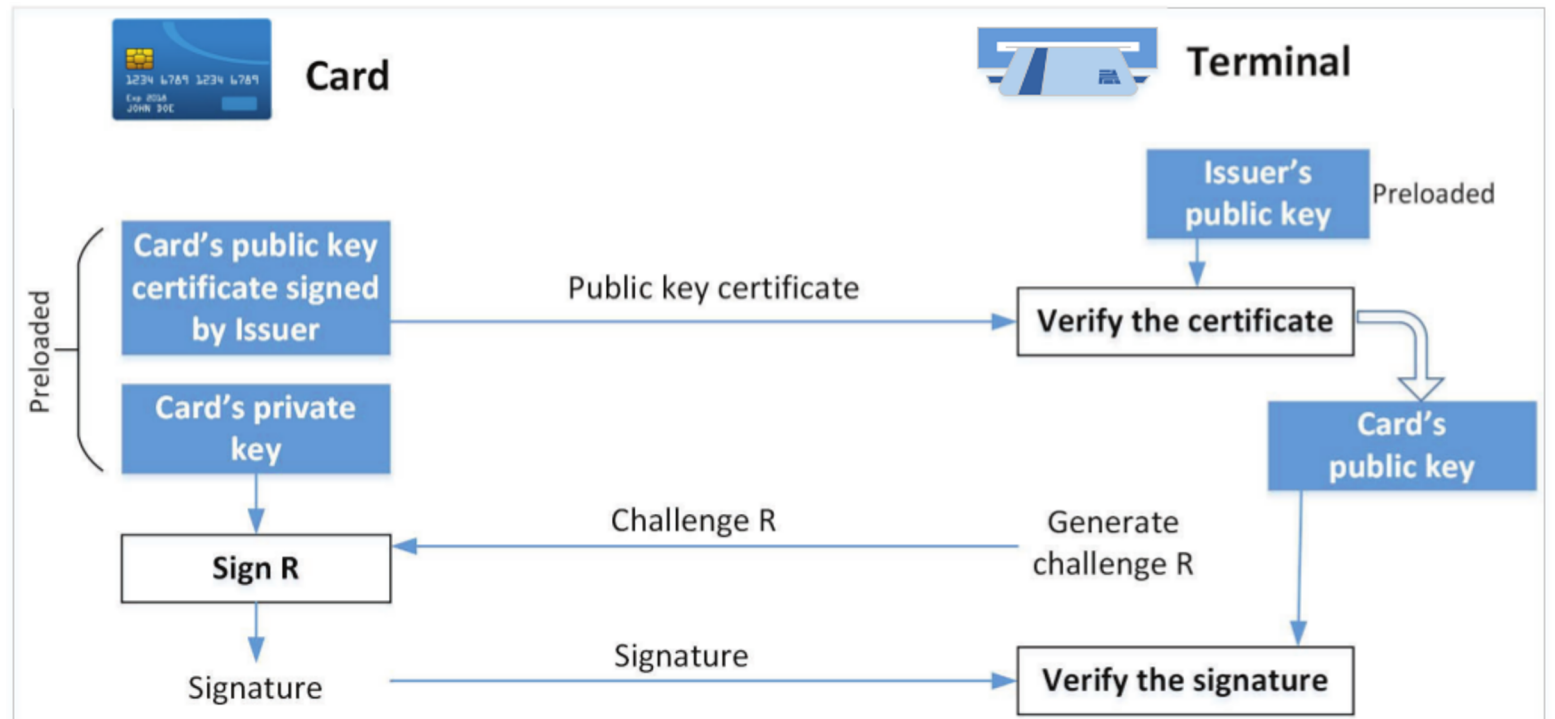 Card
Terminal
1234 6789 1234 6789
Exp 2018
JOHN DOE
Issuer's
public key
Preloaded
Card's public key
certificate signed
by Issuer
Preloaded
Public key certificate
Verify the certificate
Card's private
key
Card's
public key
Challenge R
Generate
challenge R
Sign R
Signature
Signature
Verify the signature